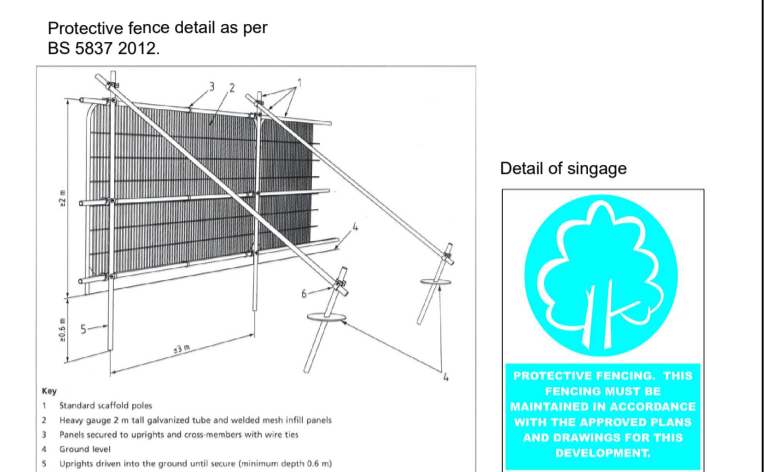 Protective fence detail as per
BS 5837 2012.
3
2
1
≥2 m
4
6
5
≥0.6 m
≤3 m
4
Key
1 Standard scaffold poles
2 Heavy gauge 2 m tall galvanized tube and welded mesh infill panels
3 Panels secured to uprights and cross-members with wire ties
4 Ground level
5 Uprights driven into the ground until secure (minimum depth 0.6 m)
Detail of singage
PROTECTIVE FENCING. THIS
FENCING MUST BE
MAINTAINED IN ACCORDANCE
WITH THE APPROVED PLANS
AND DRAWINGS FOR THIS
DEVELOPMENT.